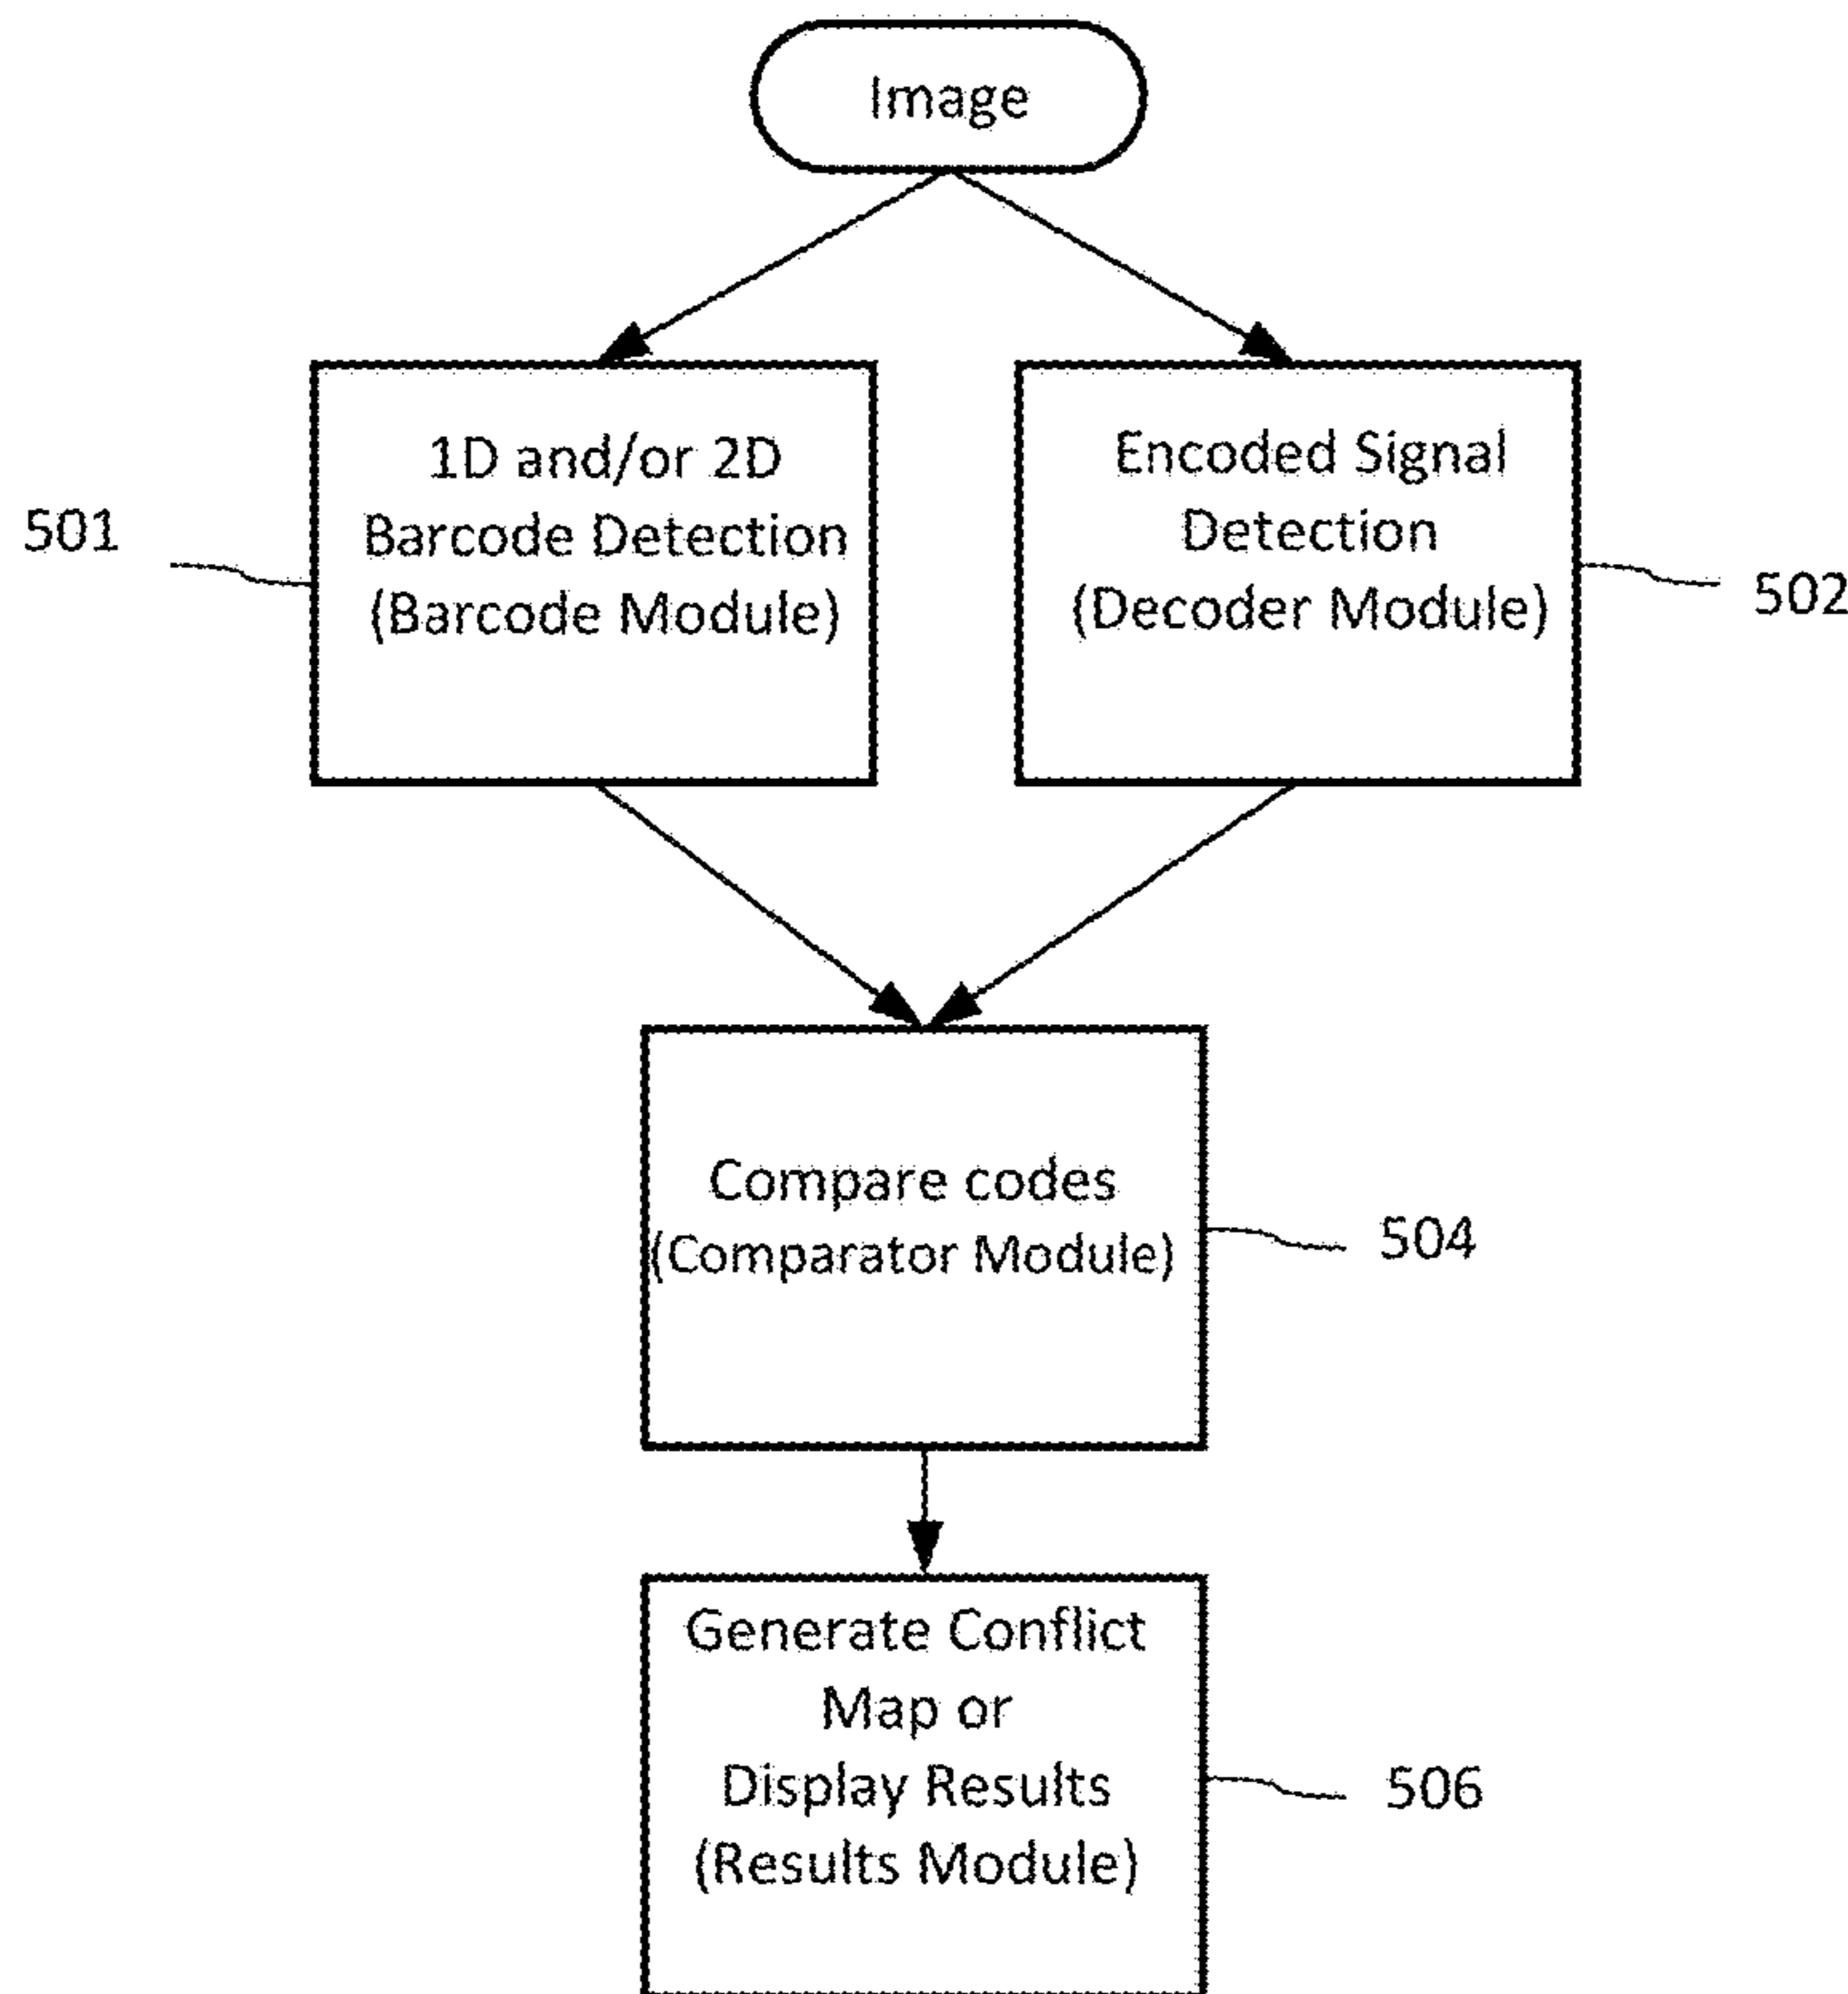 Image
1D and/or 2D
Barcode Detection
(Barcode Module)
501
Encoded Signal
Detection
(Decoder Module)
502
Compare codes
(Comparator Module)
504
Generate Conflict
Map or
Display Results
(Results Module)
506